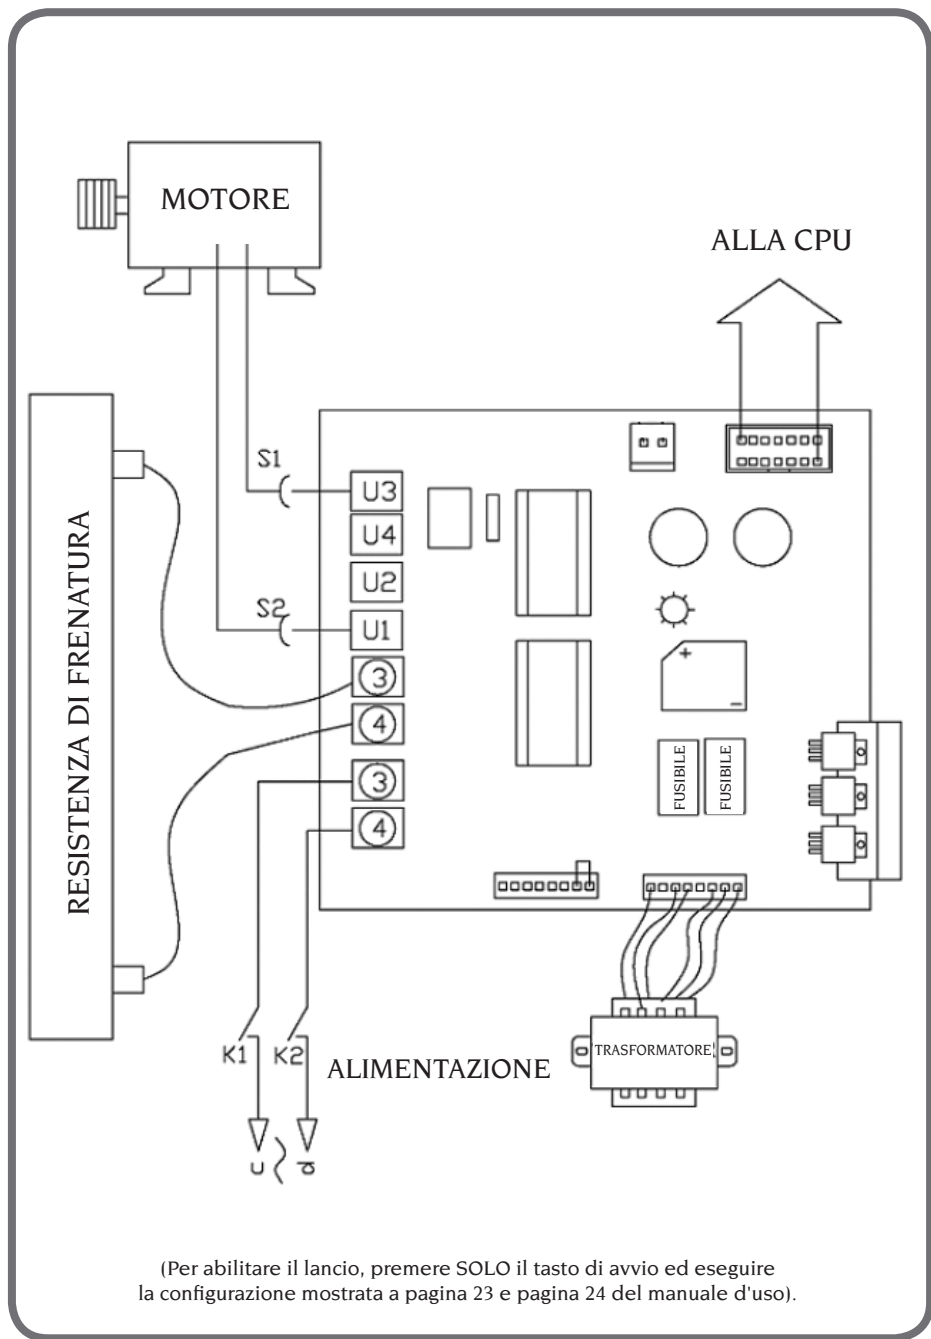 MOTORE
ALLA CPU
RESISTENZA DI FRENATURA
S1
U3
U4
U2
S2
U1
3
4
3
4
+
-
FUSIBILE
FUSIBILE
K1
K2
ALIMENTAZIONE
TRASFORMATORE
(Per abilitare il lancio, premere SOLO il tasto di avvio ed eseguire
la configurazione mostrata a pagina 23 e pagina 24 del manuale d'uso).